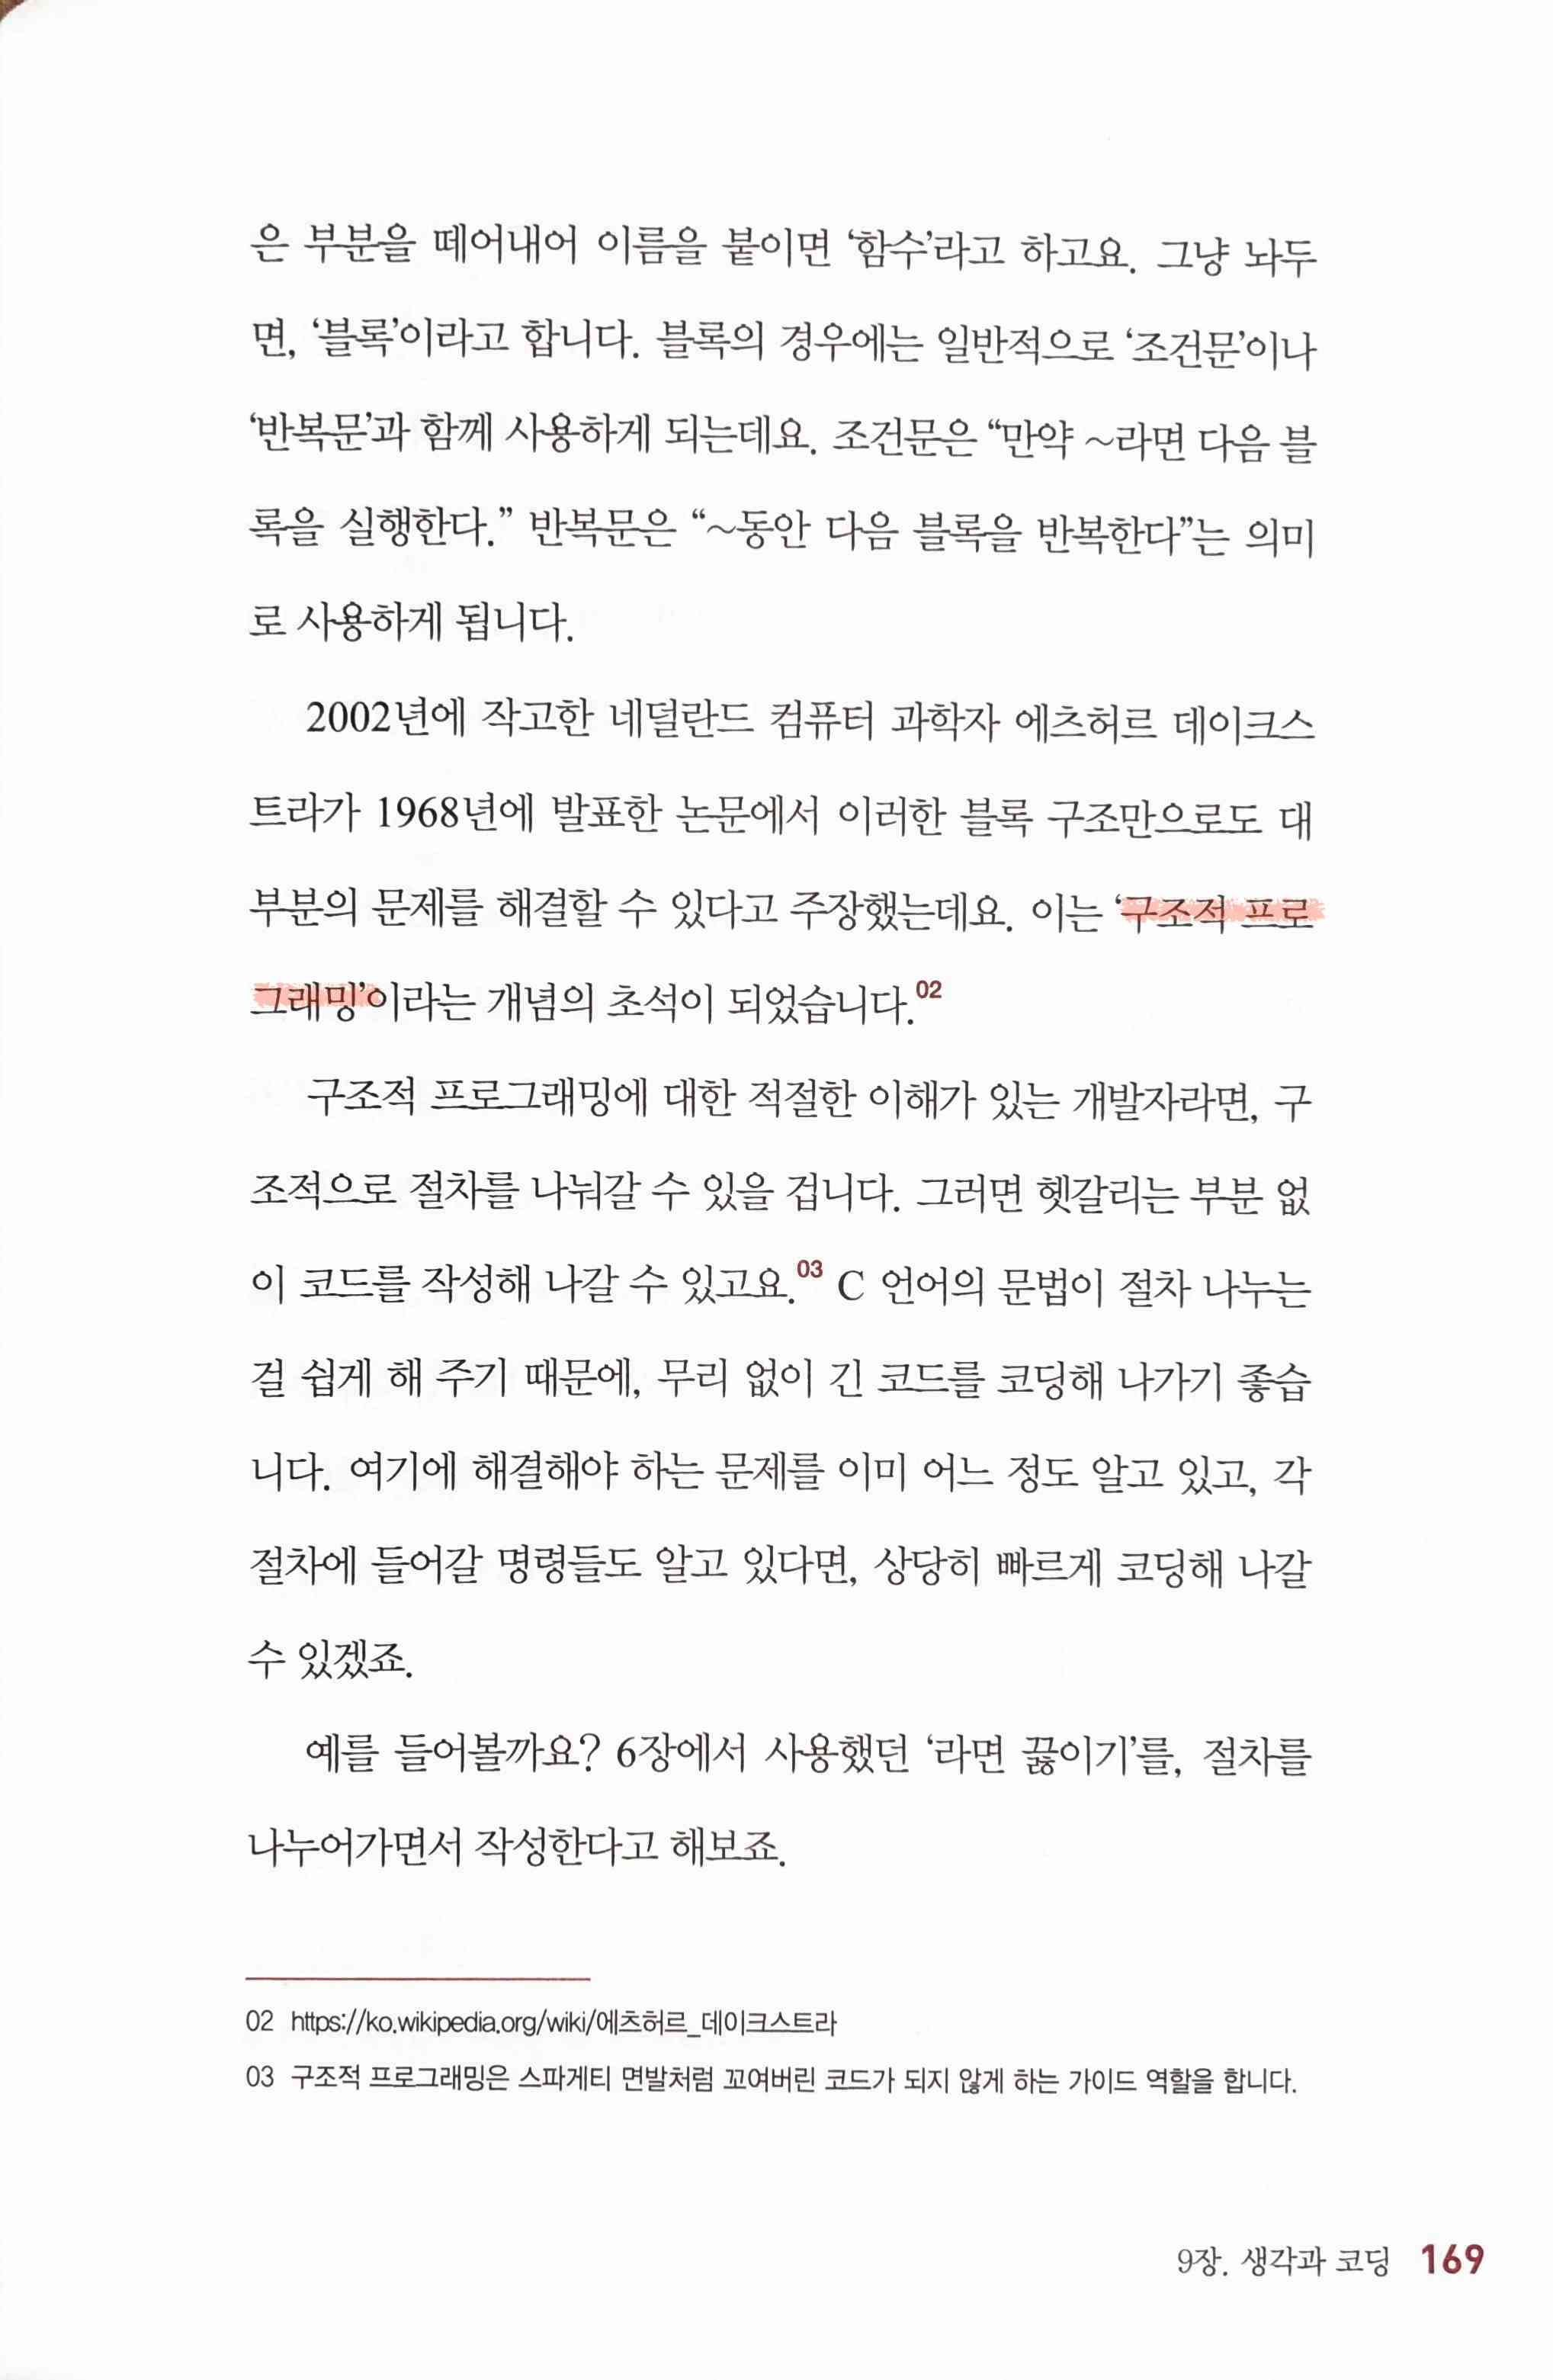 은 부분을 떼어내어 이름을 붙이면 ‘함수’라고 하고요. 그냥 놔두
면, ‘블록’이라고 합니다. 블록의 경우에는 일반적으로 ‘조건문’이나
‘반복문’과 함께 사용하게 되는데요. 조건문은 “만약 ~라면 다음 블
록을 실행한다.” 반복문은 “~동안 다음 블록을 반복한다”는 의미
로 사용하게 됩니다.
2002년에 작고한 네덜란드 컴퓨터 과학자 에츠허르 데이크스
트라가 1968년에 발표한 논문에서 이러한 블록 구조만으로도 대
부분의 문제를 해결할 수 있다고 주장했는데요. 이는 ‘구조적 프로
그래밍’이라는 개념의 초석이 되었습니다.02
구조적 프로그래밍에 대한 적절한 이해가 있는 개발자라면, 구
조적으로 절차를 나눠갈 수 있을 겁니다. 그러면 헷갈리는 부분 없
이 코드를 작성해 나갈 수 있고요.03 C 언어의 문법이 절차 나누는
걸 쉽게 해 주기 때문에, 무리 없이 긴 코드를 코딩해 나가기 좋습
니다. 여기에 해결해야 하는 문제를 이미 어느 정도 알고 있고, 각
절차에 들어갈 명령들도 알고 있다면, 상당히 빠르게 코딩해 나갈
수 있겠죠.
예를 들어볼까요? 6장에서 사용했던 ‘라면 끓이기’를, 절차를
나누어가면서 작성한다고 해보죠.
02 https://ko.wikipedia.org/wiki/에츠허르_데이크스트라
03 구조적 프로그래밍은 스파게티 면발처럼 꼬여버린 코드가 되지 않게 하는 가이드 역할을 합니다.
9장. 생각과 코딩 169